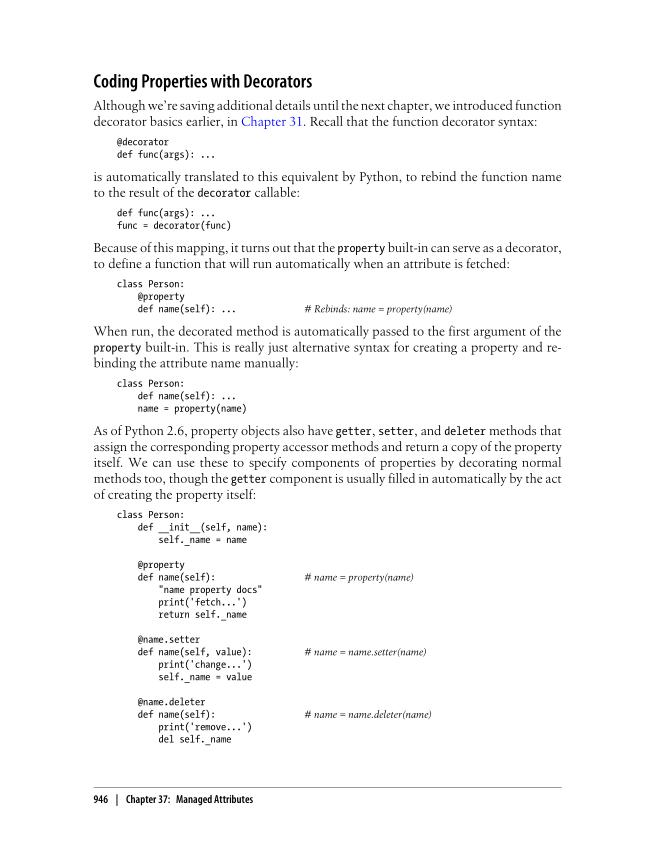 Coding Properties with Decorators
Although we're saving additional details until the next chapter, we introduced function
decorator basics earlier, in Chapter 31. Recall that the function decorator syntax:
@decorator
def func(args): ...
is automatically translated to this equivalent by Python, to rebind the function name
to the result of the decorator callable:
def func(args): ...
func = decorator(func)
Because of this mapping, it turns out that the property built-in can serve as a decorator,
to define a function that will run automatically when an attribute is fetched:
class Person:
    @property
    def name(self): ...             # Rebinds: name = property(name)
When run, the decorated method is automatically passed to the first argument of the
property built-in. This is really just alternative syntax for creating a property and re-
binding the attribute name manually:
class Person:
    def name(self): ...
    name = property(name)
As of Python 2.6, property objects also have getter, setter, and deleter methods that
assign the corresponding property accessor methods and return a copy of the property
itself. We can use these to specify components of properties by decorating normal
methods too, though the getter component is usually filled in automatically by the act
of creating the property itself:
class Person:
    def __init__(self, name):
        self._name = name
    @property
    def name(self):                 # name = property(name)
        "name property docs"
        print('fetch...')
        return self._name
    @name.setter
    def name(self, value):          # name = name.setter(name)
        print('change...')
        self._name = value
    @name.deleter
    def name(self):                 # name = name.deleter(name)
        print('remove...')
        del self._name
946 | Chapter 37: Managed Attributes